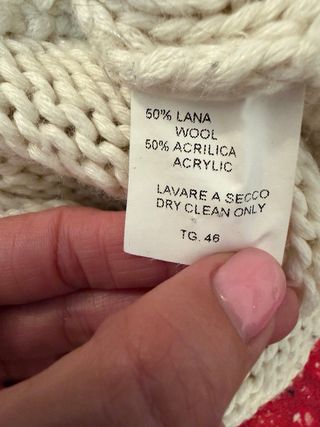 50% LANA
WOOL
50% ACRILICA
ACRYLIC
LAVARE A SECCO
DRY CLEAN ONLY
TG. 46